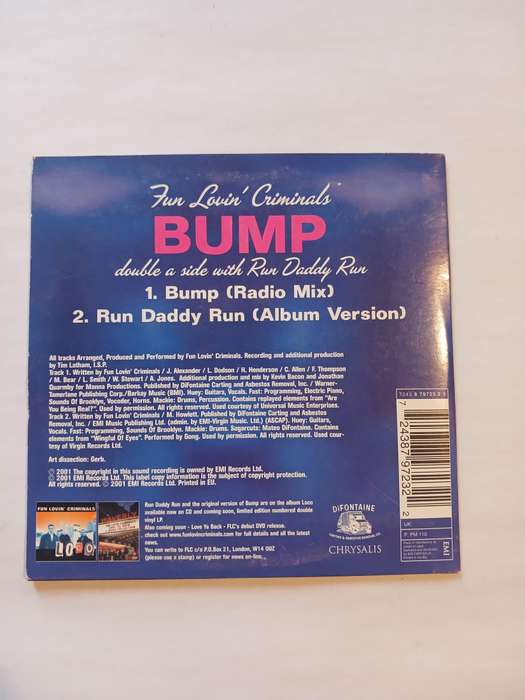 Fun Lovin' Criminals
BUMP
double a side with Run Daddy Run
1. Bump (Radio Mix)
2. Run Daddy Run (Album Version)
All tracks Arranged, Produced and Performed by Fun Lovin' Criminals. Recording and additional production
by Tim Latham, I.S.P.
Track 1. Written by Fun Lovin' Criminals / J. Alexander / L. Dodson / H. Henderson / C. Allen / F. Thompson
/ M. Bear / L. Smith / W. Stewart / A. Jones. Additional production and mix by Kevin Bacon and Jonathan
Quarmby for Manna Productions. Published by DiFontaine Carting and Asbestos Removal, Inc. / Warner-
Tamerlane Publishing Corp./Barkay Music (BMI). Huey: Guitars, Vocals. Fast: Programming, Electric Piano,
Sounds Of Brooklyn, Vocoder, Horns. Mackie: Drums, Percussion. Contains replayed elements from "Are
You Being Real?". Used by permission. All rights reserved. Used courtesy of Universal Music Enterprises.
Track 2. Written by Fun Lovin' Criminals / M. Howlett. Published by DiFontaine Carting and Asbestos
Removal, Inc. / EMI Music Publishing Ltd. (admin. by EMI-Virgin Music. Ltd.) (ASCAP). Huey: Guitars,
Vocals. Fast: Programming, Sounds Of Brooklyn. Mackie: Drums. Sugarcuts: Mateo DiFontaine. Contains
elements from "Wingful Of Eyes". Performed by Gong. Used by permission. All rights reserved. Used cour-
tesy of Virgin Records Ltd.
Art dissection: Gerb.
℗ 2001 The copyright in this sound recording is owned by EMI Records Ltd.
© 2001 EMI Records Ltd. This label copy information is the subject of copyright protection.
All rights reserved. © 2001 EMI Records Ltd. Printed in EU.
FUN LOVIN' CRIMINALS
LOCO
Run Daddy Run and the original version of Bump are on the album Loco
available now on CD and coming soon, limited edition numbered double
vinyl LP.
Also coming soon - Love Ya Back - FLC's debut DVD release.
check out www.funlovincriminals.com for full details and all the latest
news.
You can write to FLC c/o P.O.Box 21, London, W14 0QZ
(please use a stamp) or register for news on-line.
DiFONTAINE
CHRYSALIS
7 24387 97232 2
UK
F: PM 110
EMI